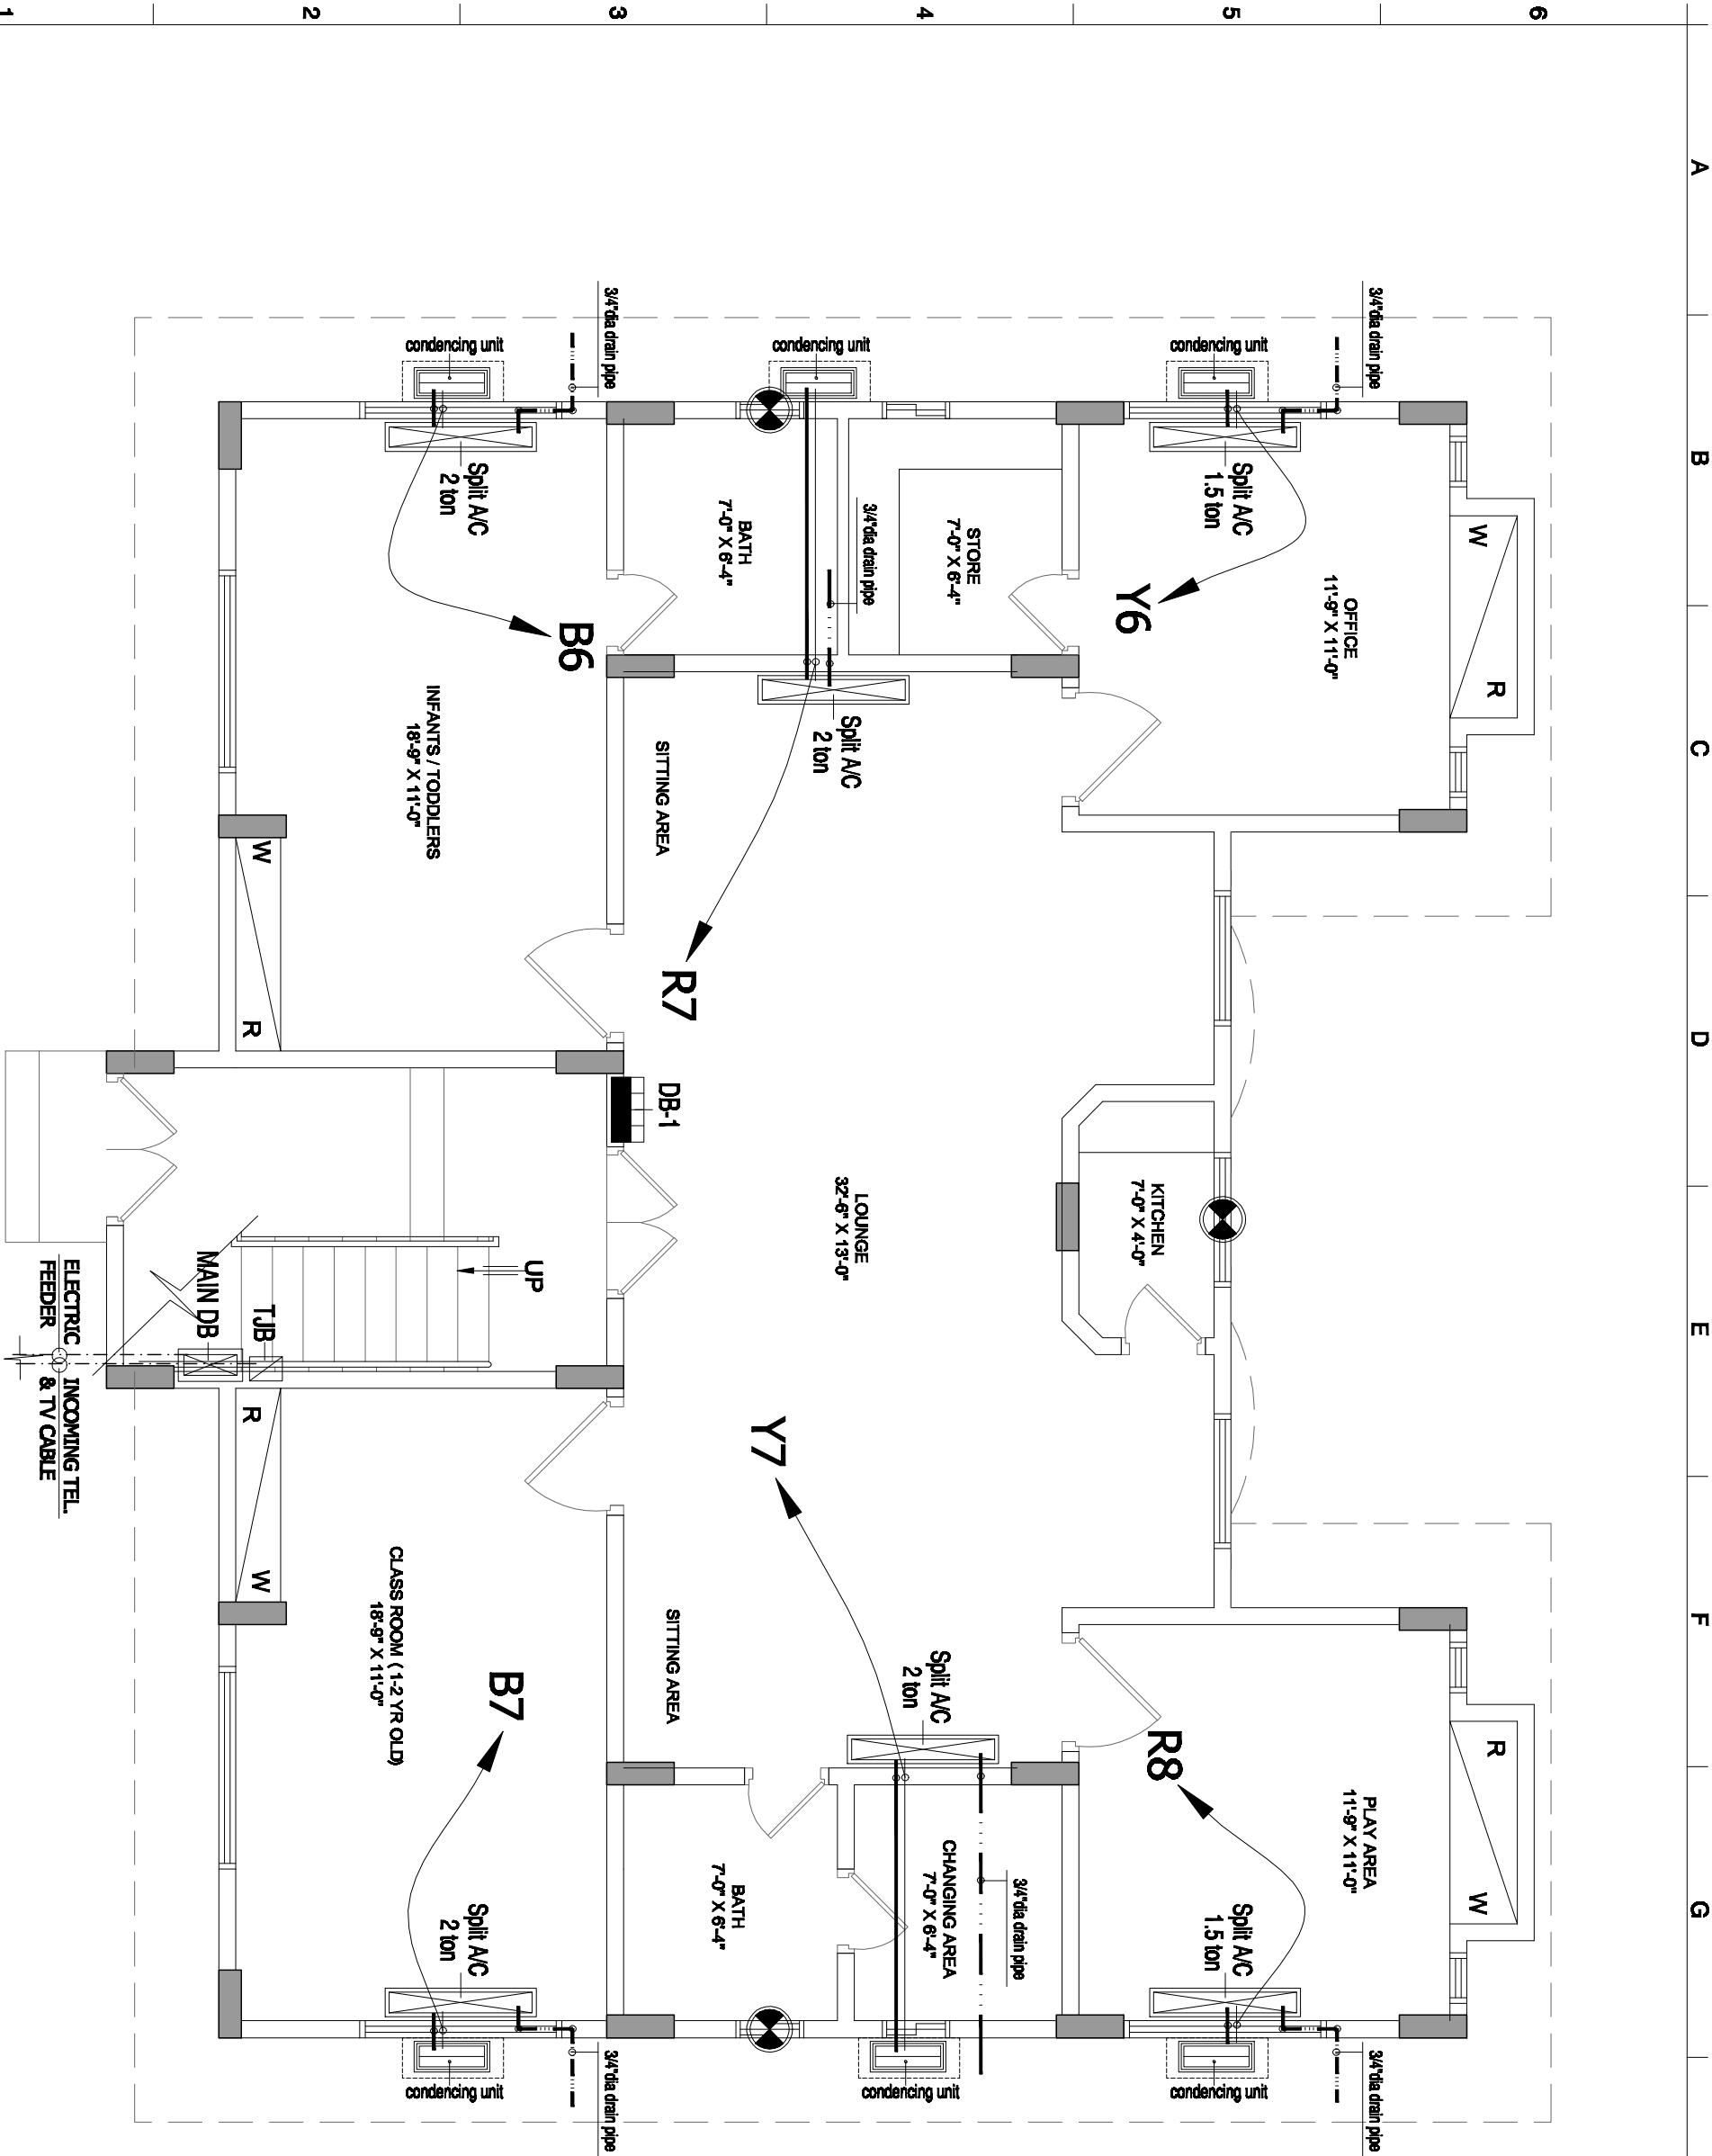 A
B
C
D
E
F
G
6
5
4
3
2
1
W
R
R
W
3/4"dia drain pipe
3/4"dia drain pipe
OFFICE
11'-9" X 11'-0"
PLAY AREA
11'-9" X 11'-0"
condencing unit
Split A/C
1.5 ton
Split A/C
1.5 ton
condencing unit
Y6
R8
KITCHEN
7'-0" X 4'-0"
STORE
7'-0" X 6'-4"
3/4"dia drain pipe
CHANGING AREA
7'-0" X 6'-4"
Split A/C
2 ton
condencing unit
3/4"dia drain pipe
LOUNGE
32'-6" X 13'-0"
Split A/C
2 ton
condencing unit
Y7
BATH
7'-0" X 6'-4"
BATH
7'-0" X 6'-4"
R7
SITTING AREA
DB-1
SITTING AREA
3/4"dia drain pipe
3/4"dia drain pipe
B6
UP
B7
condencing unit
Split A/C
2 ton
Split A/C
2 ton
condencing unit
INFANTS / TODDLERS
18'-9" X 11'-0"
CLASS ROOM ( 1-2 YR OLD)
18'-9" X 11'-0"
W
R
TJB
R
W
MAIN DB
ELECTRIC
FEEDER
INCOMING TEL.
& TV CABLE